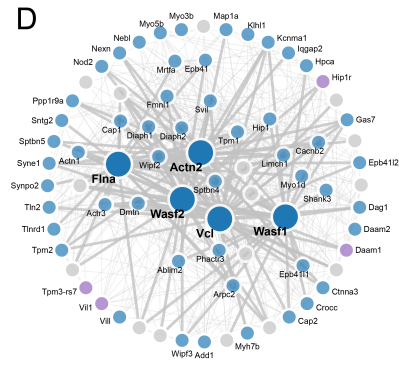 D
Myo5b
Myo3b
Map1a
Nebl
Klhl1
Nexn
Kcnma1
Nod2
Mrtfa
Epb41
Iqgap2
Hpca
Hip1r
Ppp1r9a
Fmnl1
Svil
Sntg2
Cap1
Diaph1
Diaph2
Tpm1
Hip1
Gas7
Sptbn5
Cacnb2
Syne1
Actn1
Wipf2
Actn2
Limch1
Epb41l2
Flna
Synpo2
Sptbn4
Myo1d
Shank3
Tln2
Actr3
Dmtn
Wasf2
Dag1
Tlnrd1
Vcl
Wasf1
Daam2
Tpm2
Phactr3
Daam1
Ablim2
Epb41l1
Tpm3-rs7
Arpc2
Ctnna3
Vil1
Crocc
Vill
Cap2
Wipf3
Add1
Myh7b